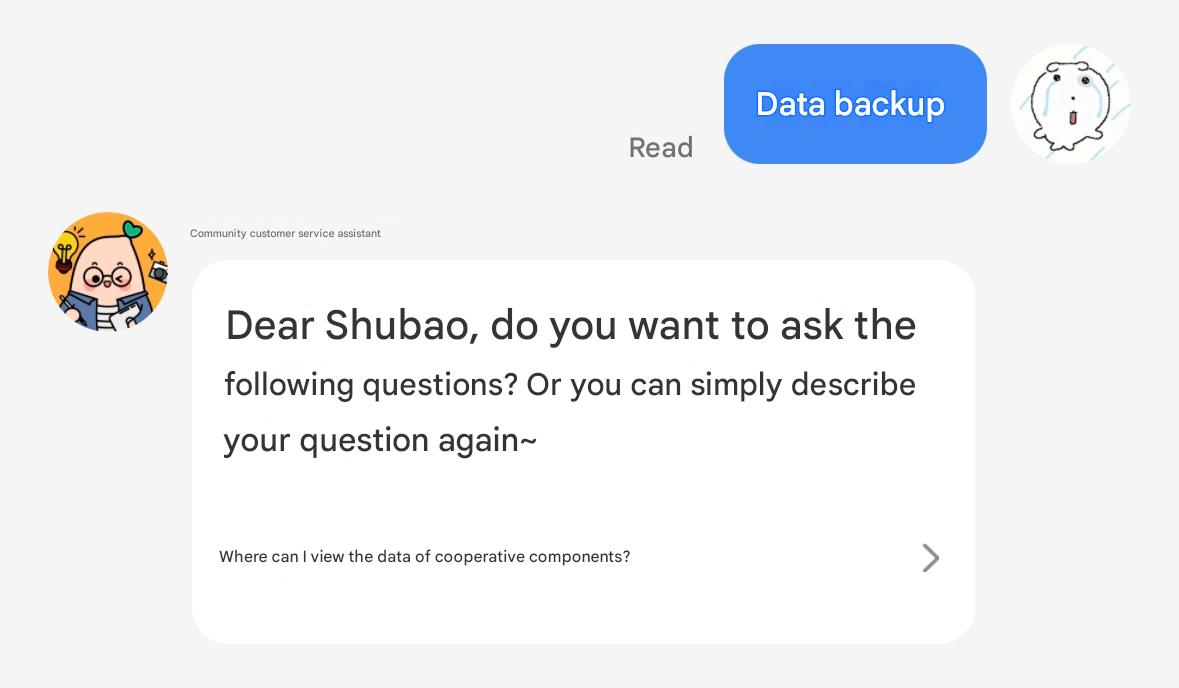 Data backup
Read
Community customer service assistant
Dear Shubao, do you want to ask the
following questions? Or you can simply describe
your question again~
Where can I view the data of cooperative components?